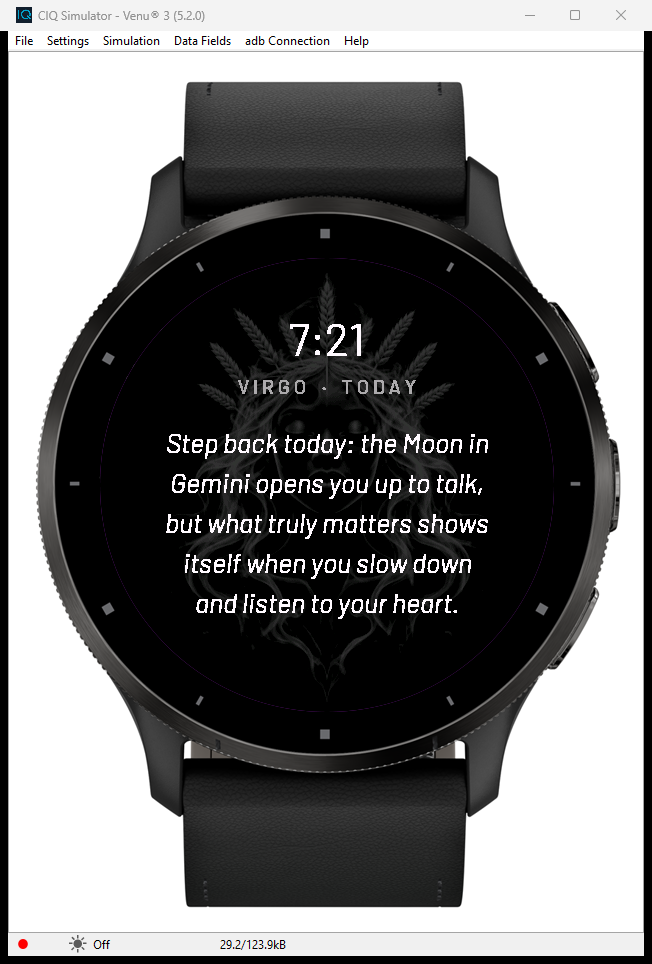 CIQ Simulator - Venu® 3 (5.2.0)
File Settings Simulation Data Fields adb Connection Help
7:21
VIRGO · TODAY
Step back today: the Moon in
Gemini opens you up to talk,
but what truly matters shows
itself when you slow down
and listen to your heart.
Off 29.2/123.9kB